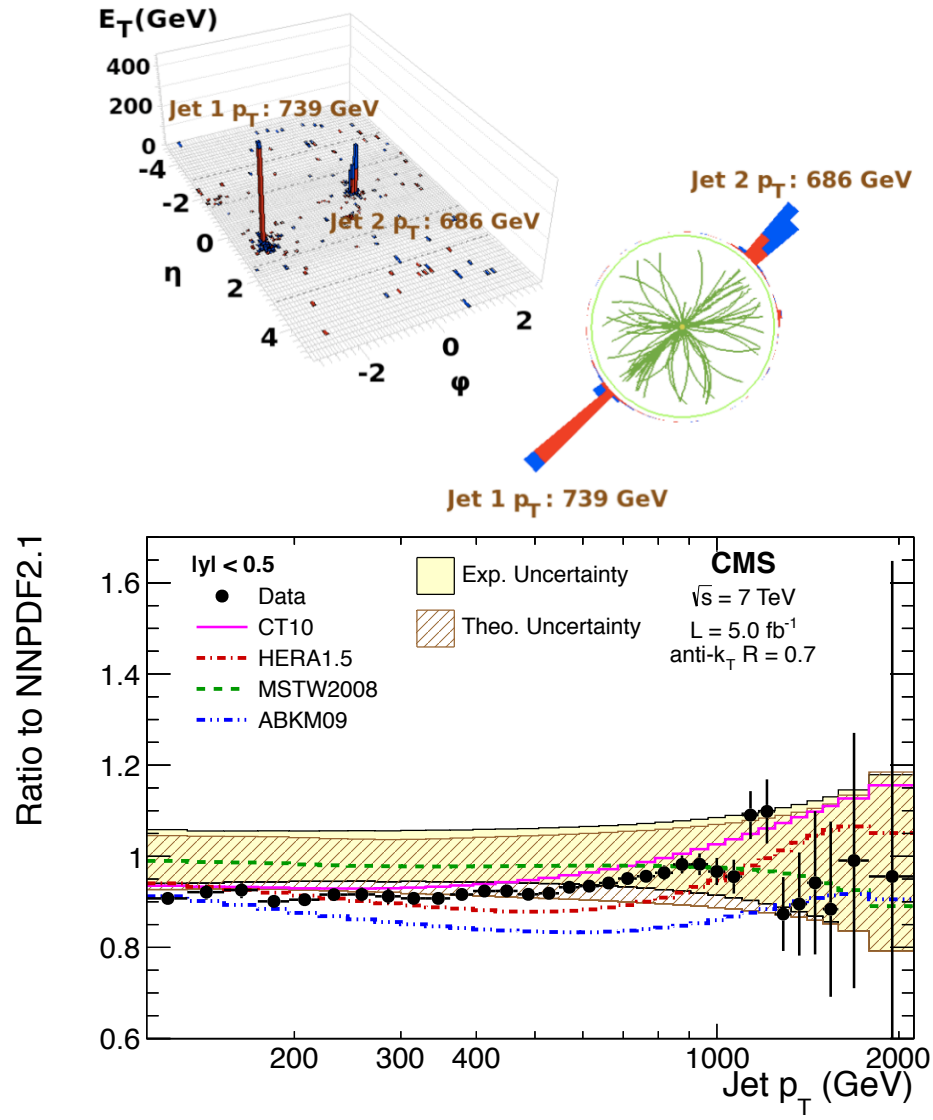 E_T(GeV)
400
200
0
Jet 1 p_T: 739 GeV
Jet 2 p_T: 686 GeV
-4
-2
0
2
4
η
-2
0
2
φ
Jet 2 p_T: 686 GeV
Jet 1 p_T: 739 GeV
Ratio to NNPDF2.1
1.6
1.4
1.2
1
0.8
0.6
|y| < 0.5
Data
CT10
HERA1.5
MSTW2008
ABKM09
Exp. Uncertainty
Theo. Uncertainty
CMS
√s = 7 TeV
L = 5.0 fb⁻¹
anti-k_T R = 0.7
200
300
400
1000
2000
Jet p_T (GeV)